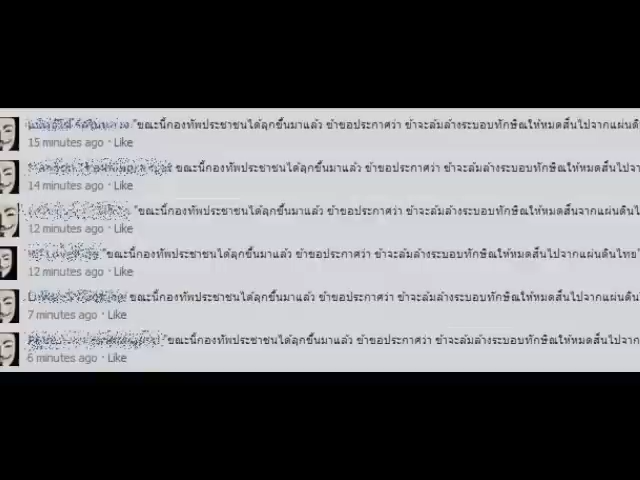 "ขณะนี้กองทัพประชาชนได้ลุกขึ้นมาแล้ว ข้าขอประกาศว่า ข้าจะล้มล้างระบอบทักษิณให้หมดสิ้นไปจากแผ่นดิน
15 minutes ago · Like
ขณะนี้กองทัพประชาชนได้ลุกขึ้นมาแล้ว ข้าขอประกาศว่า ข้าจะล้มล้างระบอบทักษิณให้หมดสิ้นไปจาก
14 minutes ago · Like
"ขณะนี้กองทัพประชาชนได้ลุกขึ้นมาแล้ว ข้าขอประกาศว่า ข้าจะล้มล้างระบอบทักษิณให้หมดสิ้นไปจากแผ่นดิน
12 minutes ago · Like
"ขณะนี้กองทัพประชาชนได้ลุกขึ้นมาแล้ว ข้าขอประกาศว่า ข้าจะล้มล้างระบอบทักษิณให้หมดสิ้นไปจากแผ่นดินไทย"
12 minutes ago · Like
ขณะนี้กองทัพประชาชนได้ลุกขึ้นมาแล้ว ข้าขอประกาศว่า ข้าจะล้มล้างระบอบทักษิณให้หมดสิ้นไปจากแผ่นดิน
7 minutes ago · Like
"ขณะนี้กองทัพประชาชนได้ลุกขึ้นมาแล้ว ข้าขอประกาศว่า ข้าจะล้มล้างระบอบทักษิณให้หมดสิ้นไปจาก
6 minutes ago · Like